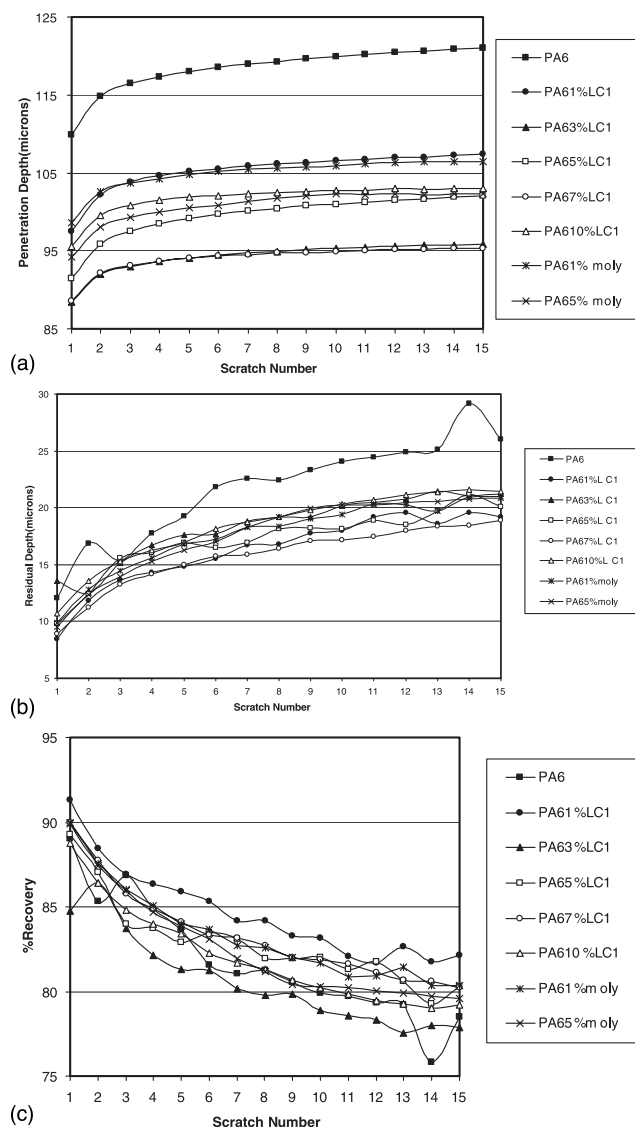 125
115
105
95
85
Penetration Depth(microns)
1 2 3 4 5 6 7 8 9 10 11 12 13 14 15
Scratch Number
PA6
PA61%LC1
PA63%LC1
PA65%LC1
PA67%LC1
PA610%LC1
PA61% moly
PA65% moly
(a)
30
25
20
15
10
5
Residual Depth(microns)
1 2 3 4 5 6 7 8 9 10 11 12 13 14 15
Scratch Number
PA6
PA61%L C1
PA63%L C1
PA65%L C1
PA67%L C1
PA610%L C1
PA61%moly
PA65%moly
(b)
95
90
85
80
75
%Recovery
1 2 3 4 5 6 7 8 9 10 11 12 13 14 15
Scratch Number
PA6
PA61%LC1
PA63%LC1
PA65%LC1
PA67%LC1
PA610 %LC1
PA61%m oly
PA65%m oly
(c)